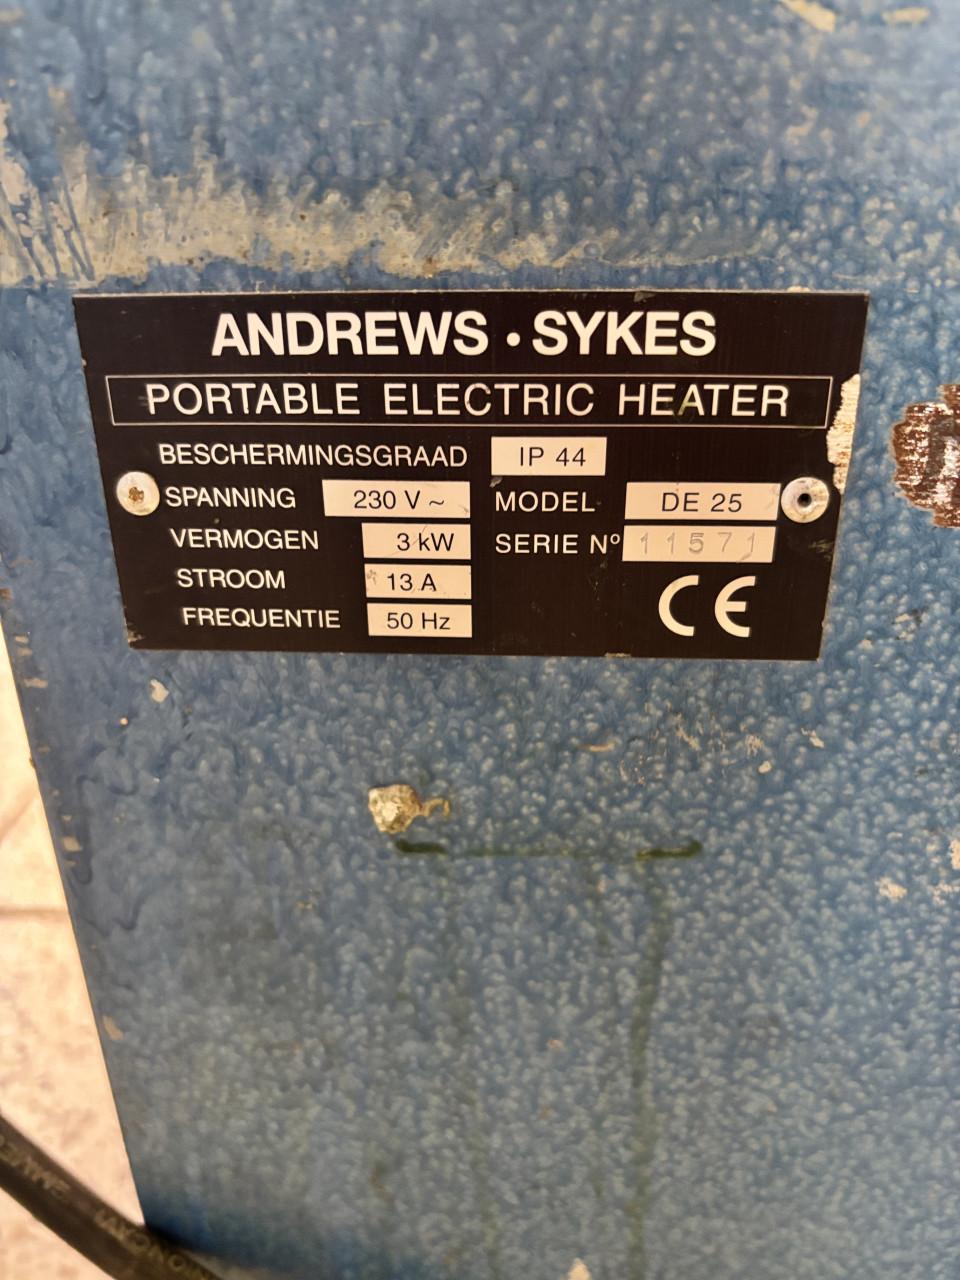 ANDREWS • SYKES
PORTABLE ELECTRIC HEATER
BESCHERMINGSGRAAD IP 44
SPANNING 230 V ~ MODEL DE 25
VERMOGEN 3 kW SERIE Nº 11571
STROOM 13 A
FREQUENTIE 50 Hz
CE